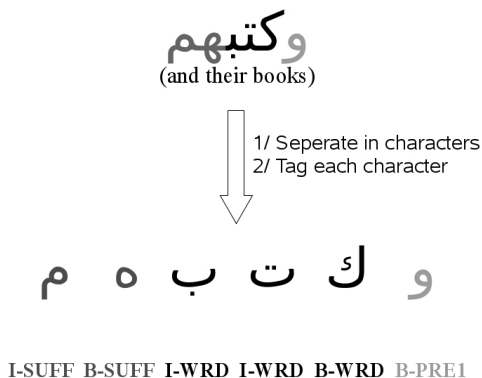 وكتبهم
(and their books)
1/ Seperate in characters
2/ Tag each character
و ك ت ب ه م
I-SUFF B-SUFF I-WRD I-WRD B-WRD B-PRE1